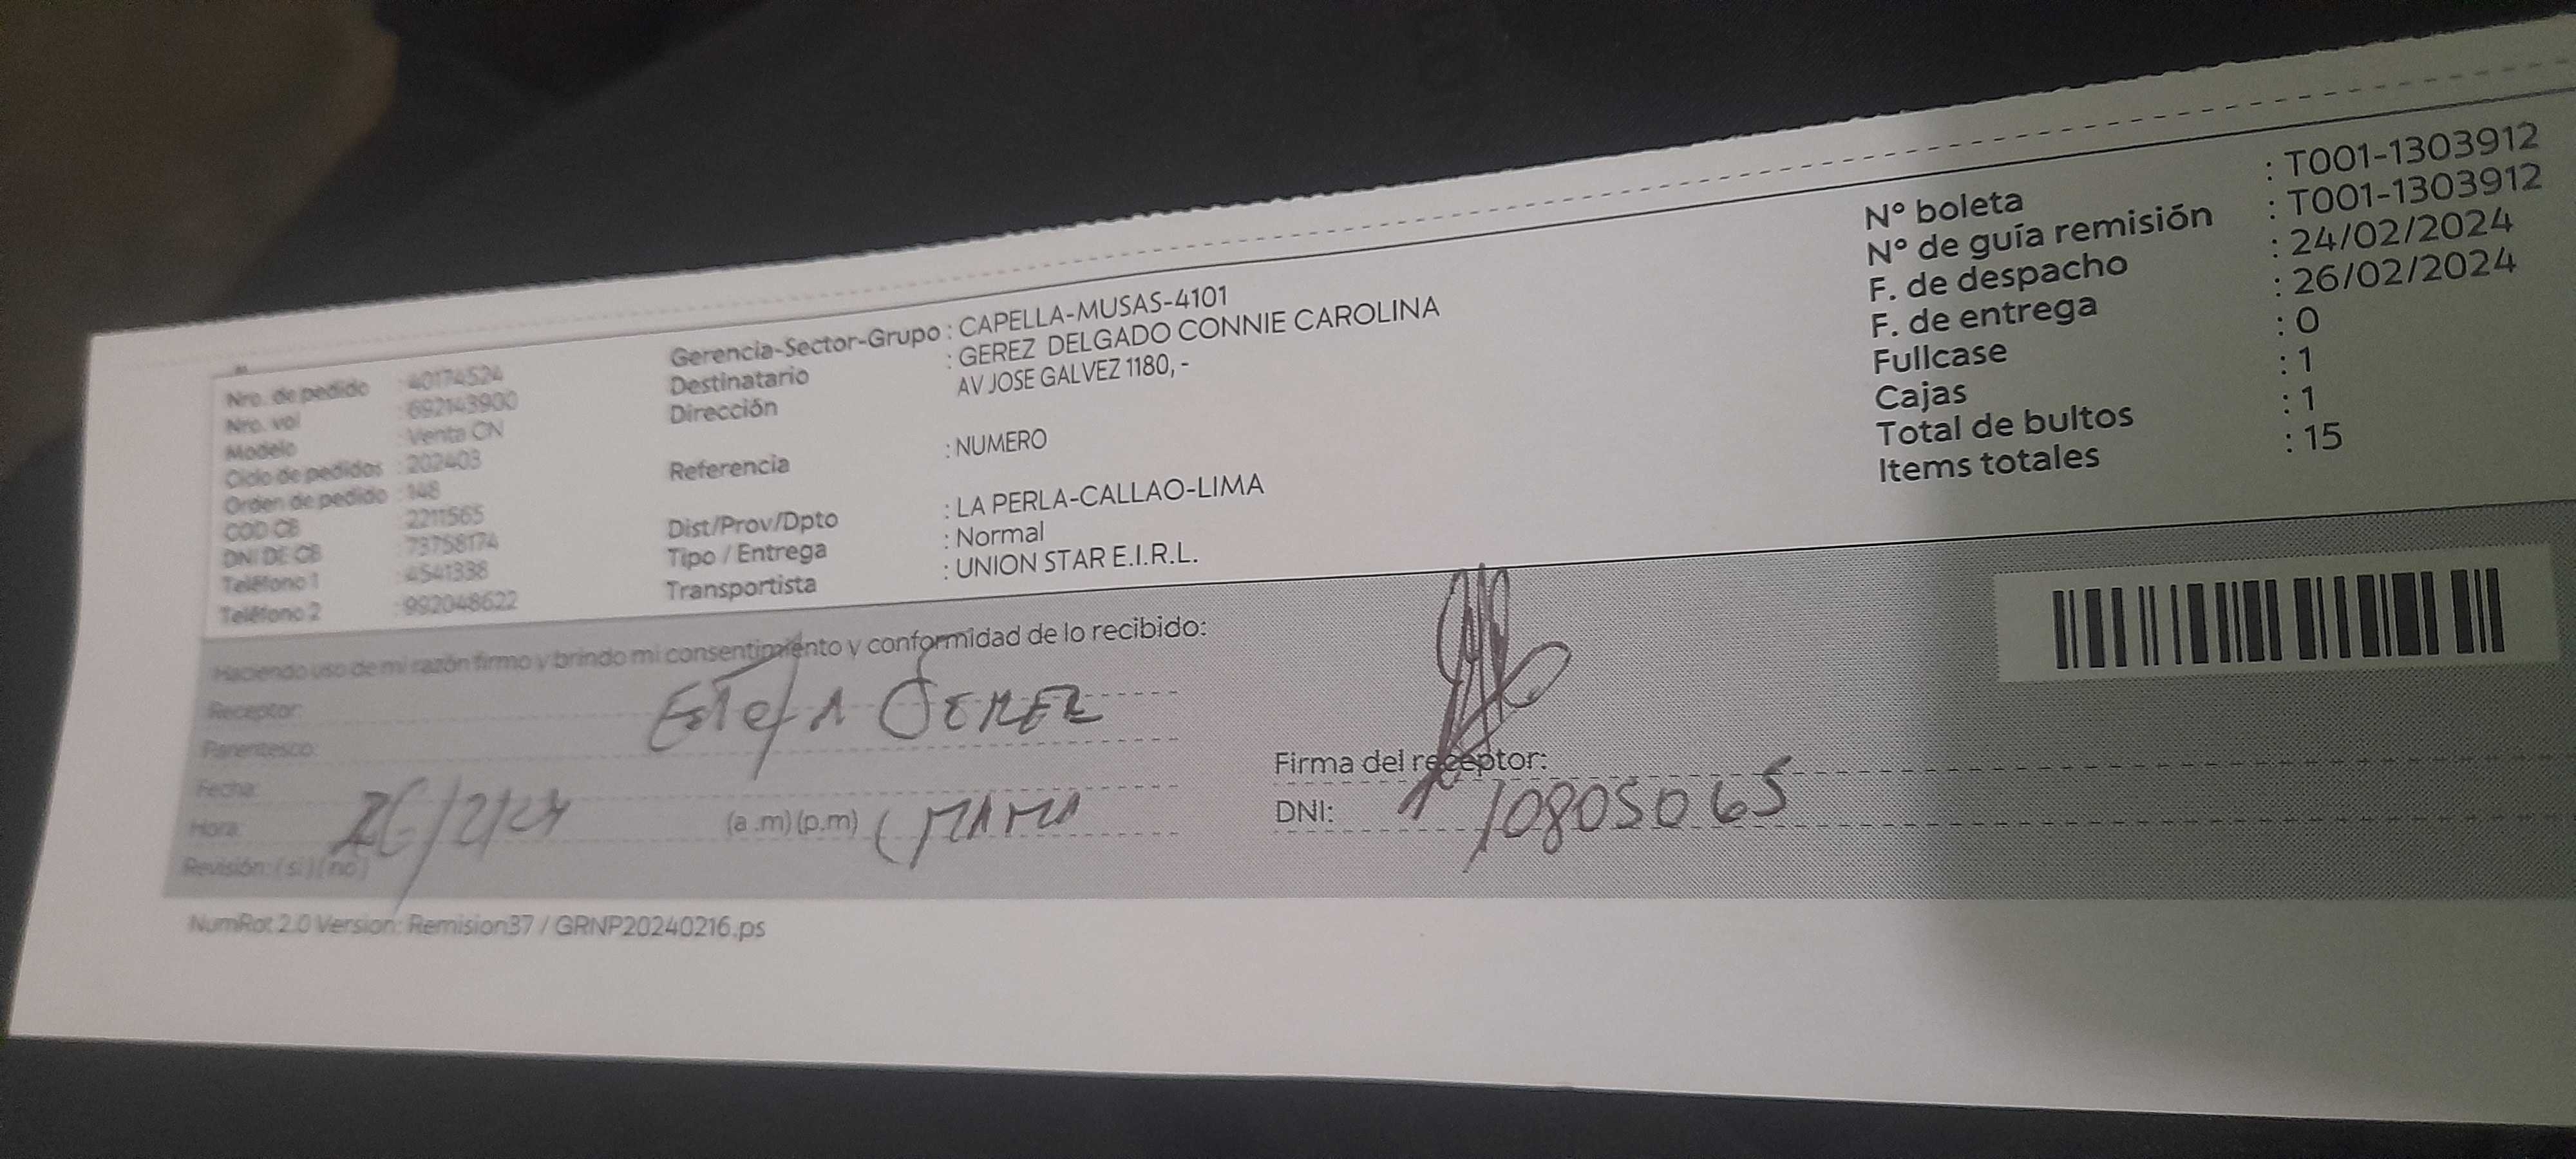 Nro. de pedido : 40174524
Nro. vol : 692143900
Modelo : Venta CN
Ciclo de pedidos : 202403
Orden de pedido : 148
COD CB : 2211565
DNI DE CB : 73758174
Teléfono 1 : 4541338
Teléfono 2 : 992048622
Gerencia-Sector-Grupo : CAPELLA-MUSAS-4101
Destinatario : GEREZ DELGADO CONNIE CAROLINA
Dirección AV JOSE GALVEZ 1180, -
Referencia : NUMERO
Dist/Prov/Dpto : LA PERLA-CALLAO-LIMA
Tipo / Entrega : Normal
Transportista : UNION STAR E.I.R.L.
N° boleta : T001-1303912
N° de guía remisión : T001-1303912
F. de despacho : 24/02/2024
F. de entrega : 26/02/2024
Fullcase : 0
Cajas : 1
Total de bultos : 1
Items totales : 15
Haciendo uso de mi razón firmo y brindo mi consentimiento y conformidad de lo recibido:
Receptor:
Parentesco:
Fecha: 26/2/24
Hora: (a .m) (p.m) (MAMA
Revisión: ( si ) ( no )
Firma del receptor:
DNI: 10805065
NumRot 2.0 Version: Remision37 / GRNP20240216.ps